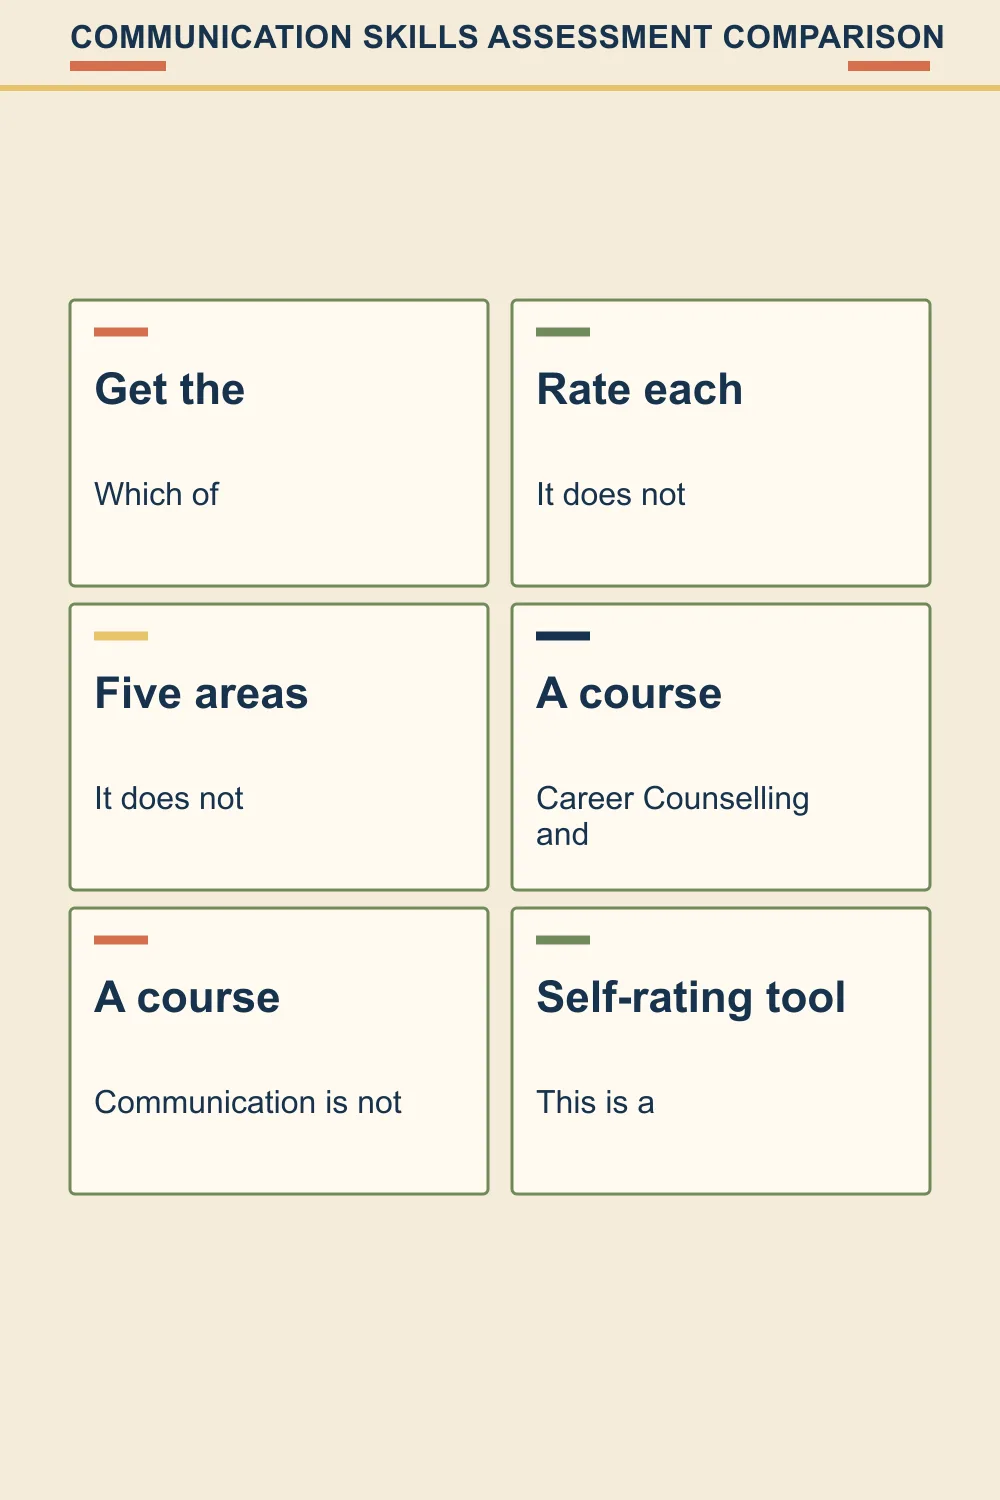 COMMUNICATION SKILLS ASSESSMENT COMPARISON
Get the
Which of
Rate each
It does not
Five areas
It does not
A course
Career Counselling
and
A course
Communication is not
Self-rating tool
This is a